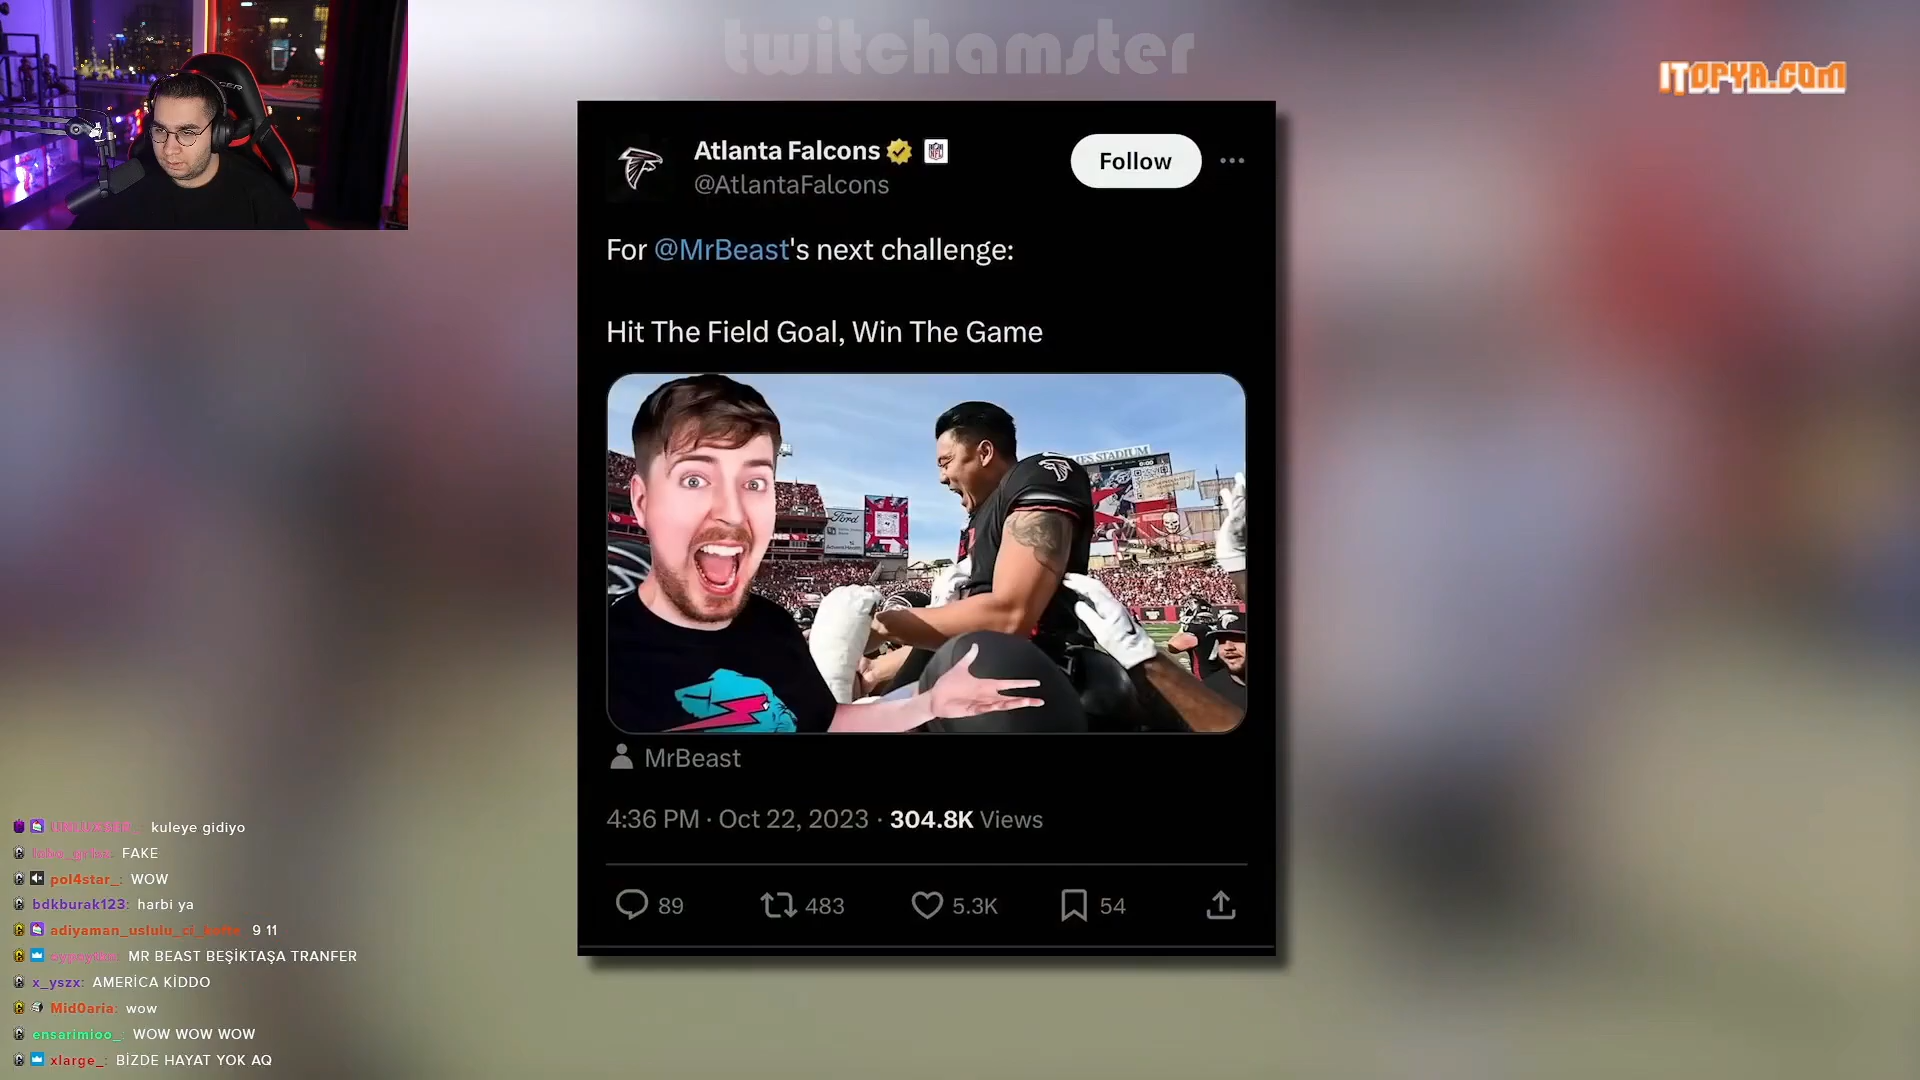 twitchamster
ITOPYA.COM
Atlanta Falcons
@AtlantaFalcons
Follow
For @MrBeast's next challenge:
Hit The Field Goal, Win The Game
Ford
MrBeast
4:36 PM · Oct 22, 2023 · 304.8K Views
89
483
5.3K
54
kuleye gidiyo
FAKE
pol4star_: WOW
bdkburak123: harbi ya
9 11
MR BEAST BEŞİKTAŞA TRANFER
x_yszx: AMERİCA KİDDO
Mid0aria: wow
ensarimioo_: WOW WOW WOW
xlarge_: BİZDE HAYAT YOK AQ